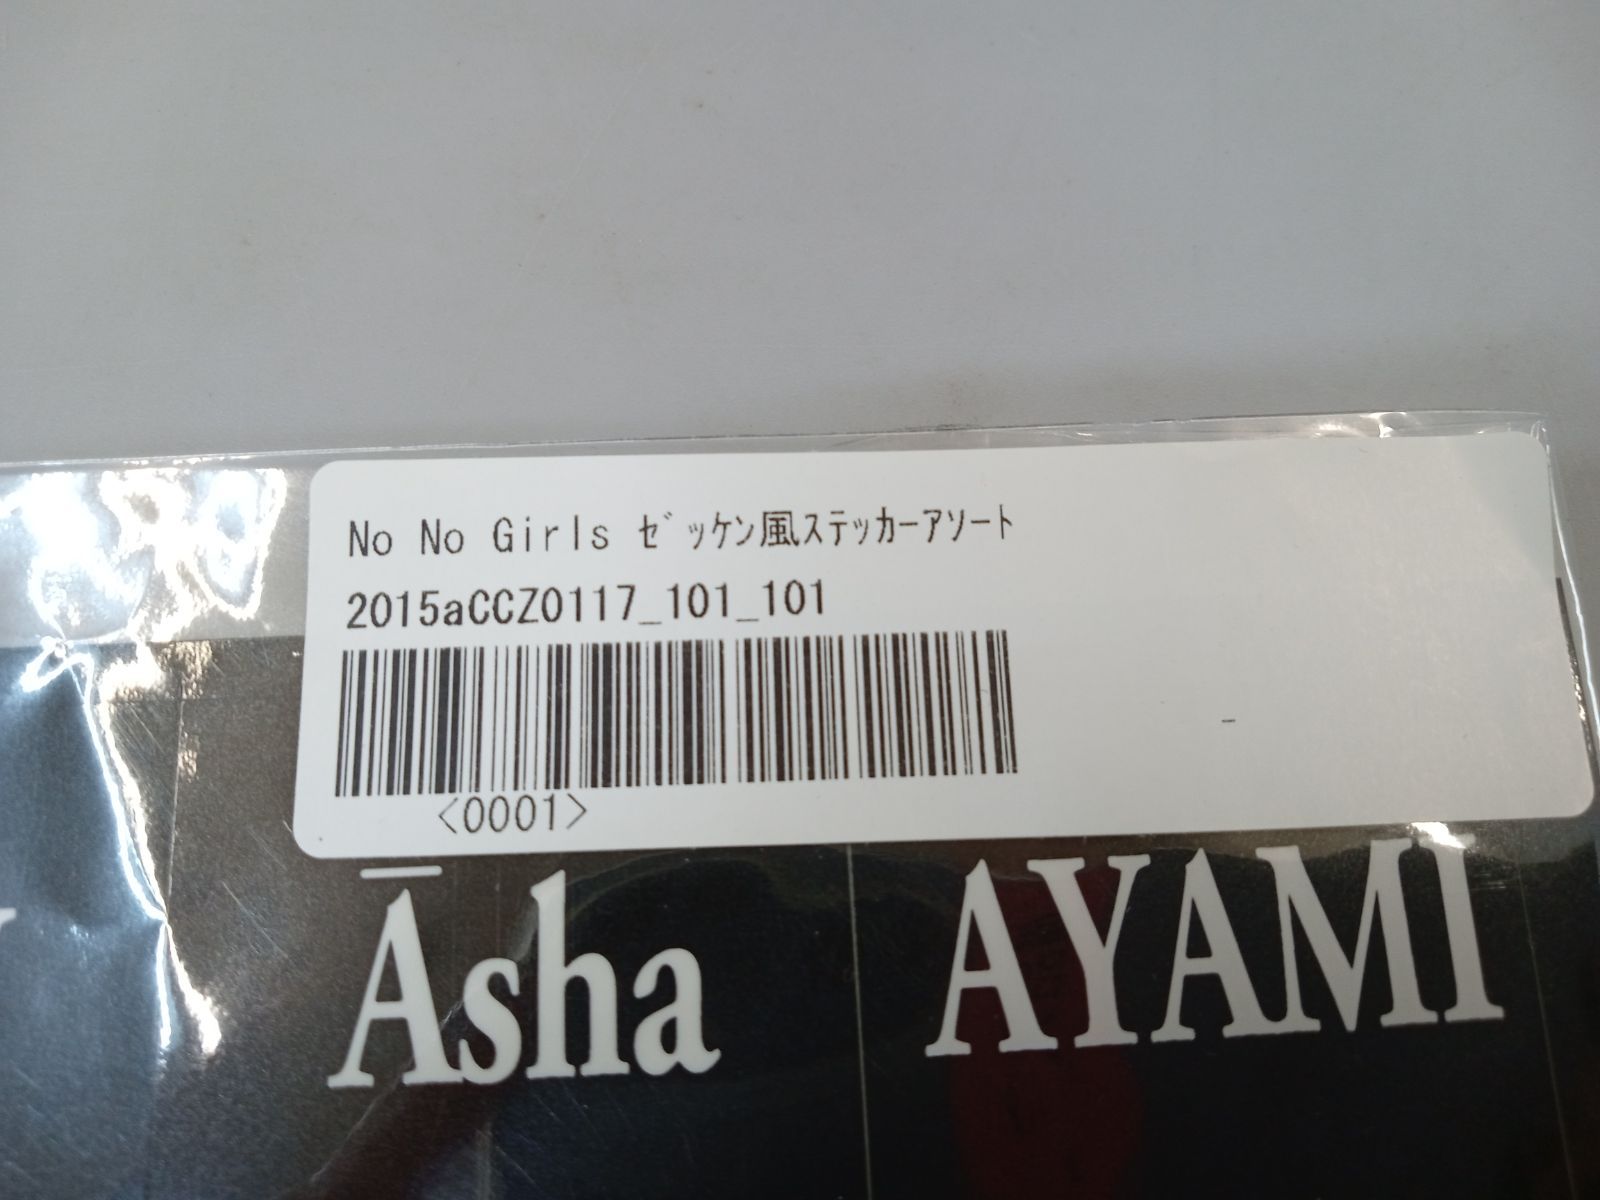 No No Girls ｾﾞｯｹﾝ風ｽﾃｯｶｰｱｿｰﾄ
2015aCCZ0117_101_101
<0001>
-
Āsha
AYAMI